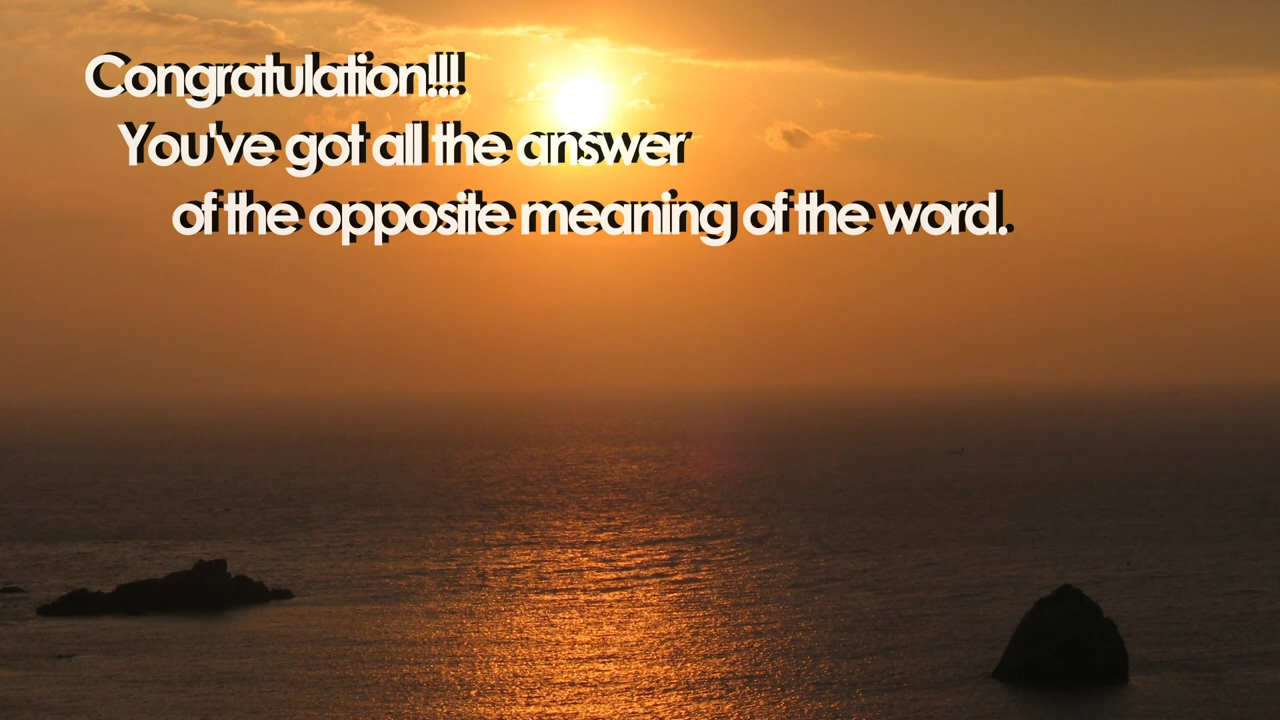 Congratulation!!!
You've got all the answer
of the opposite meaning of the word.